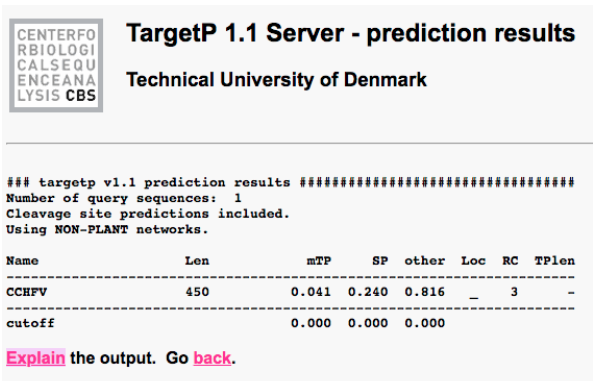 CENTERFO
RBIOLOGI
CALSEQU
ENCEANA
LYSIS CBS
TargetP 1.1 Server - prediction results
Technical University of Denmark
### targetp v1.1 prediction results ##################################
Number of query sequences: 1
Cleavage site predictions included.
Using NON-PLANT networks.
Name Len mTP SP other Loc RC TPlen
----------------------------------------------------------------------
CCHFV 450 0.041 0.240 0.816 _ 3 -
----------------------------------------------------------------------
cutoff 0.000 0.000 0.000
Explain the output. Go back.